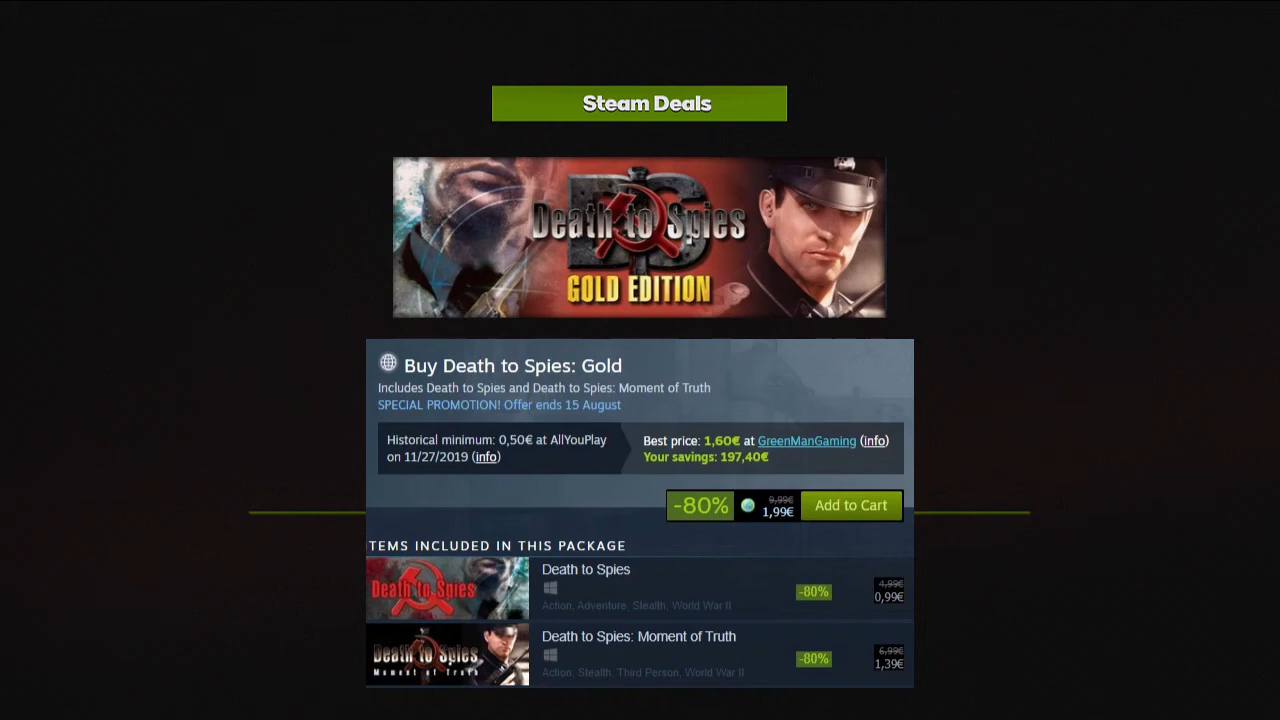 Steam Deals
Death to Spies
GOLD EDITION
Buy Death to Spies: Gold
Includes Death to Spies and Death to Spies: Moment of Truth
SPECIAL PROMOTION! Offer ends 15 August
Historical minimum: 0,50€ at AllYouPlay
on 11/27/2019 (info)
Best price: 1,60€ at GreenManGaming (info)
Your savings: 197,40€
-80%
9,99€
1,99€
Add to Cart
TEMS INCLUDED IN THIS PACKAGE
Death to Spies
Death to Spies
Action, Adventure, Stealth, World War II
-80%
4,99€
0,99€
Death to Spies
Moment of Truth
Death to Spies: Moment of Truth
Action, Stealth, Third Person, World War II
-80%
6,99€
1,39€